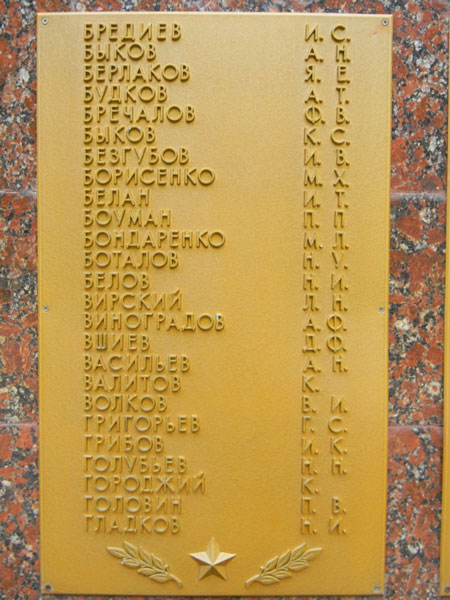 БРЕДИЕВ И. С.
БЫКОВ А. Н.
БЕРЛАКОВ Я. Е.
БУДКОВ А. Т.
БРЕЧАЛОВ Ф. В.
БЫКОВ К. С.
БЕЗГУБОВ И. В.
БОРИСЕНКО М. Х.
БЕЛАН И. Т.
БОУМАН П. П
БОНДАРЕНКО М. Л.
БОТАЛОВ Н. У.
БЕЛОВ Н. И.
ВИРСКИЙ Л. Н.
ВИНОГРАДОВ А. Ф.
ВШИЕВ Д. Ф.
ВАСИЛЬЕВ А. Н.
ВАЛИТОВ К.
ВОЛКОВ В. И.
ГРИГОРЬЕВ Г. С.
ГРИБОВ И. К.
ГОЛУБЬЕВ Н. Н.
ГОРОДЖИЙ К.
ГОЛОВИН П. В.
ГЛАДКОВ Н. И.